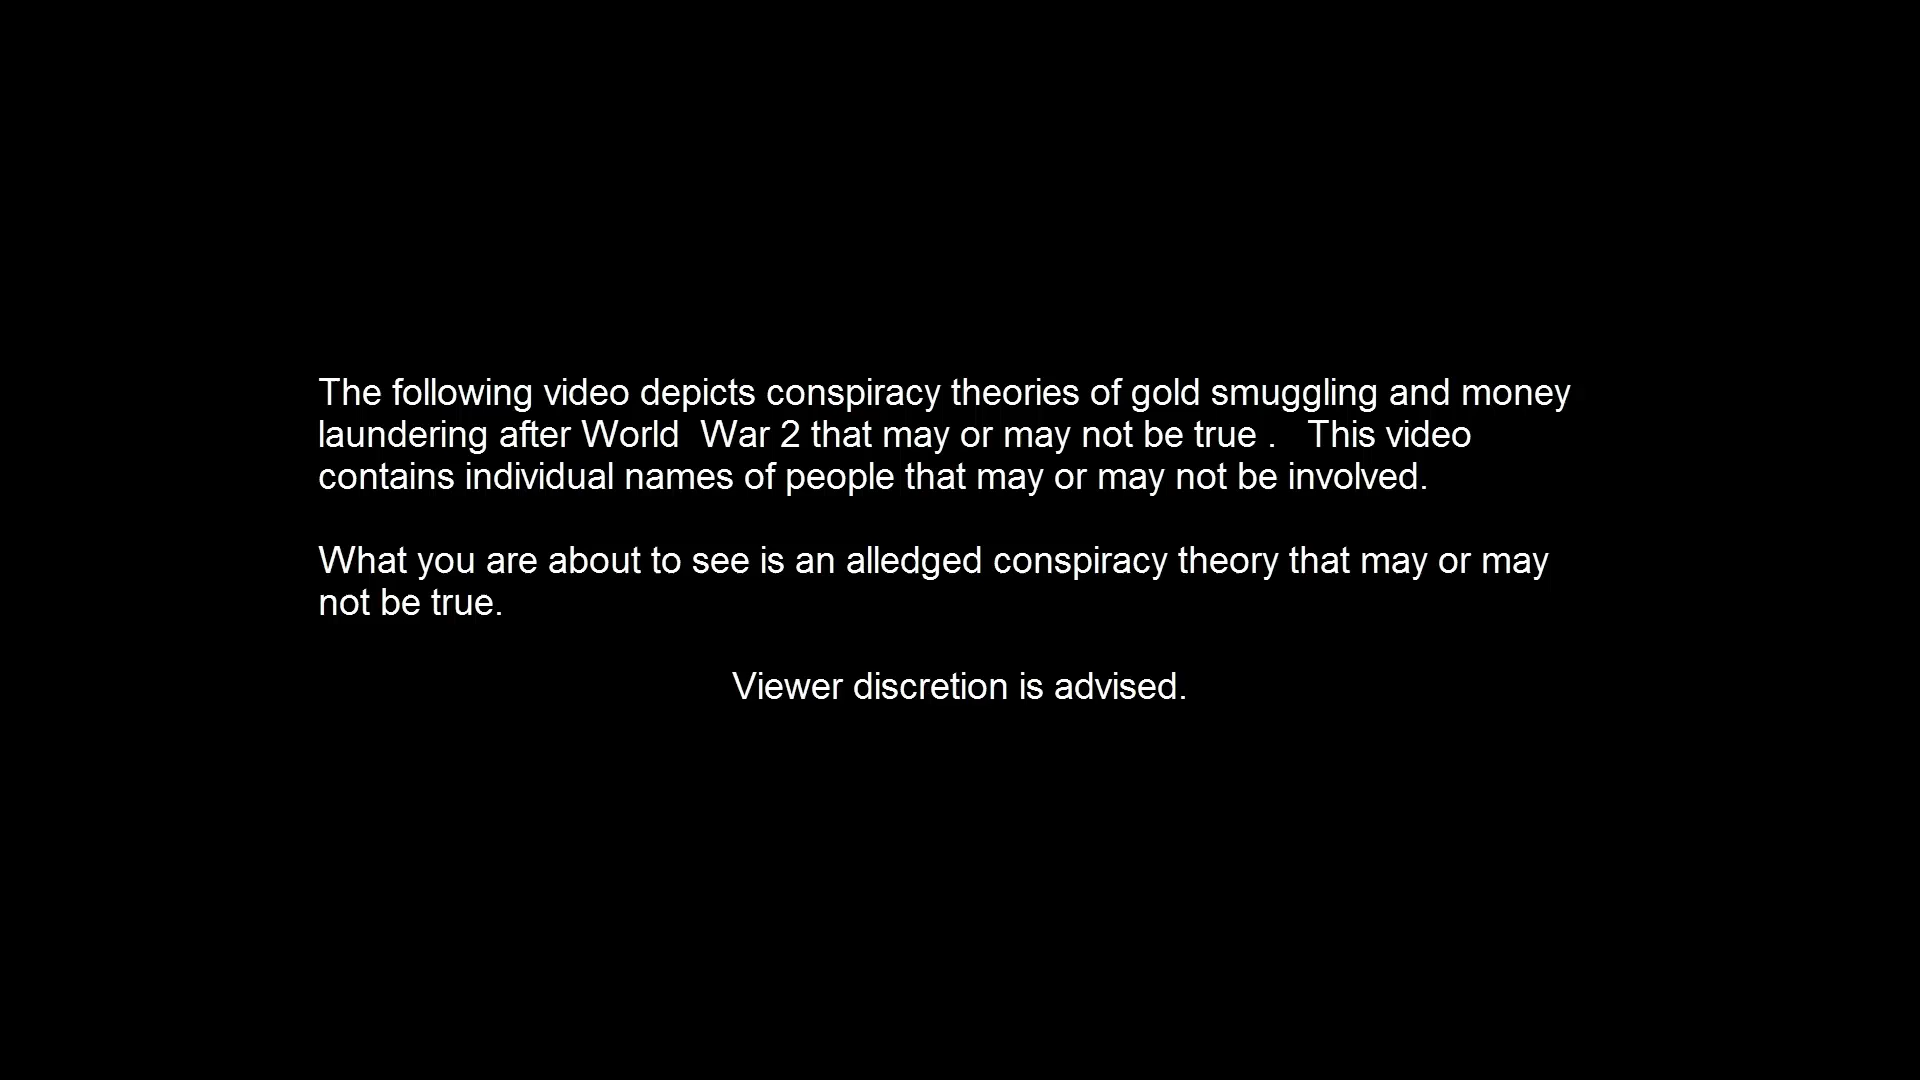 The following video depicts conspiracy theories of gold smuggling and money
laundering after World  War 2 that may or may not be true .   This video
contains individual names of people that may or may not be involved.
What you are about to see is an alledged conspiracy theory that may or may
not be true.
Viewer discretion is advised.